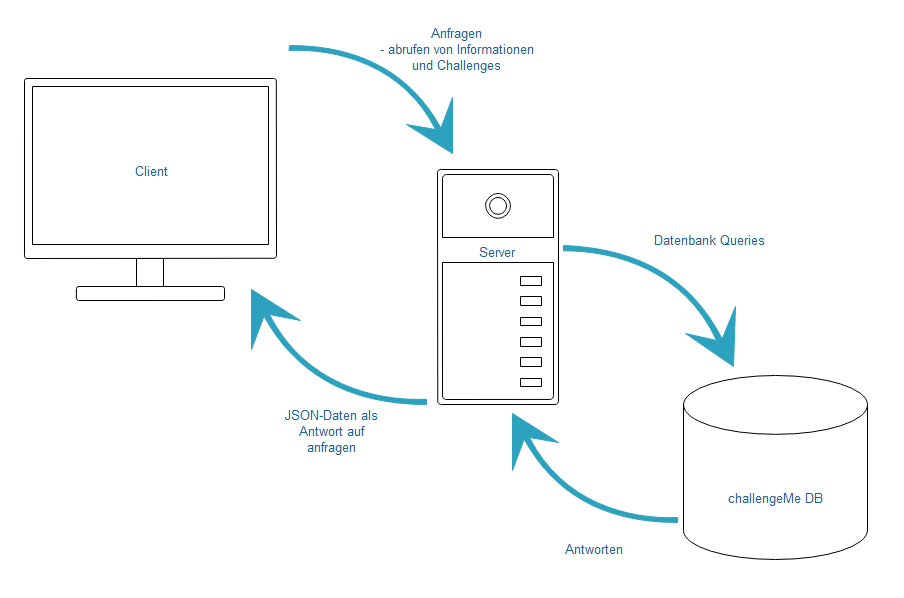 Anfragen
- abrufen von Informationen
und Challenges
Client
Server
Datenbank Queries
JSON-Daten als
Antwort auf
anfragen
challengeMe DB
Antworten